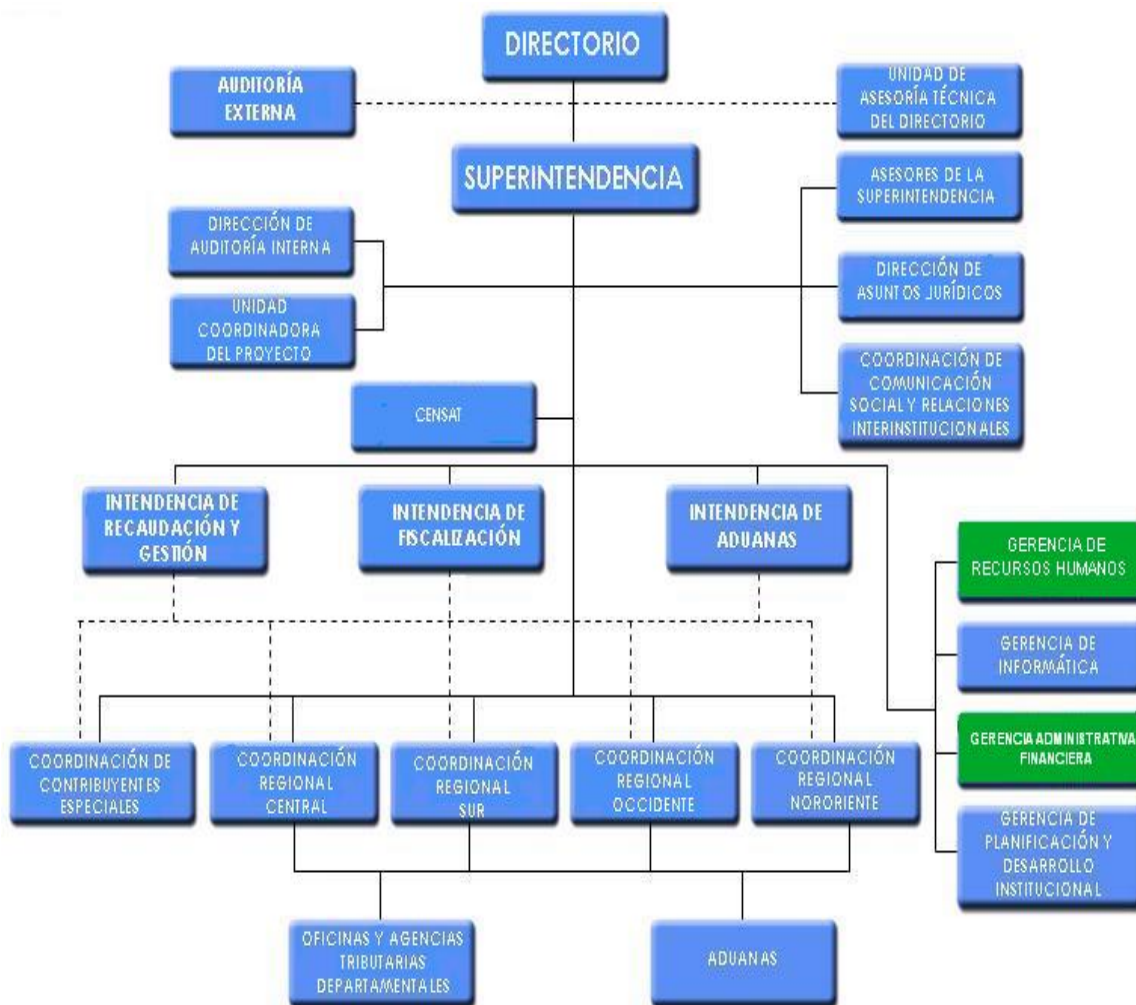 DIRECTORIO
AUDITORÍA
EXTERNA
UNIDAD DE
ASESORÍA TÉCNICA
DEL DIRECTORIO
SUPERINTENDENCIA
ASESORES DE LA
SUPERINTENDENCIA
DIRECCIÓN DE
AUDITORÍA INTERNA
DIRECCIÓN DE
ASUNTOS JURÍDICOS
UNIDAD
COORDINADORA
DEL PROYECTO
COORDINACIÓN DE
COMUNICACIÓN
SOCIAL Y RELACIONES
INTERINSTITUCIONALES
CENSAT
INTENDENCIA DE
RECAUDACIÓN Y
GESTIÓN
INTENDENCIA DE
FISCALIZACIÓN
INTENDENCIA DE
ADUANAS
GERENCIA DE
RECURSOS HUMANOS
GERENCIA DE
INFORMÁTICA
GERENCIA ADMINISTRATIVA
FINANCIERA
GERENCIA DE
PLANIFICACIÓN Y
DESARROLLO
INSTITUCIONAL
COORDINACIÓN DE
CONTRIBUYENTES
ESPECIALES
COORDINACIÓN
REGIONAL
CENTRAL
COORDINACIÓN
REGIONAL
SUR
COORDINACIÓN
REGIONAL
OCCIDENTE
COORDINACIÓN
REGIONAL
NORORIENTE
OFICINAS Y AGENCIAS
TRIBUTARIAS
DEPARTAMENTALES
ADUANAS